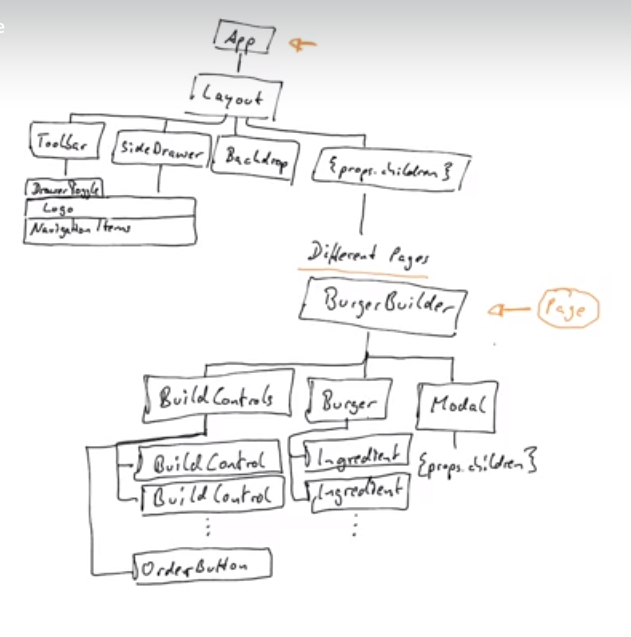 e
App
Layout
Toolbar
SideDrawer
Backdrop
{props.children}
DrawerToggle
Logo
Navigation Items
Different Pages
BurgerBuilder
Page
BuildControls
Burger
Modal
BuildControl
Ingredient
{props.children}
BuildControl
Ingredient
⋮
⋮
OrderButton